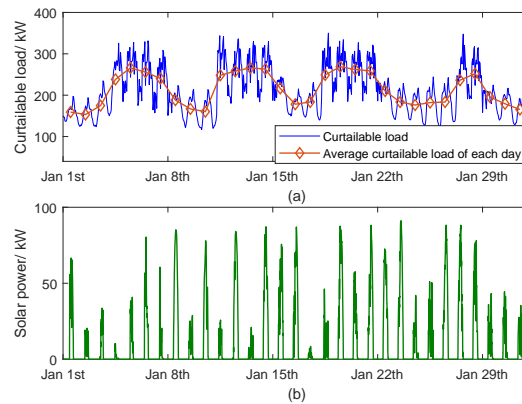 400
300
200
100
Curtailable load/ kW
Curtailable load
Average curtailable load of each day
Jan 1st Jan 8th Jan 15th Jan 22th Jan 29th
(a)
100
50
0
Solar power/ kW
Jan 1st Jan 8th Jan 15th Jan 22th Jan 29th
(b)